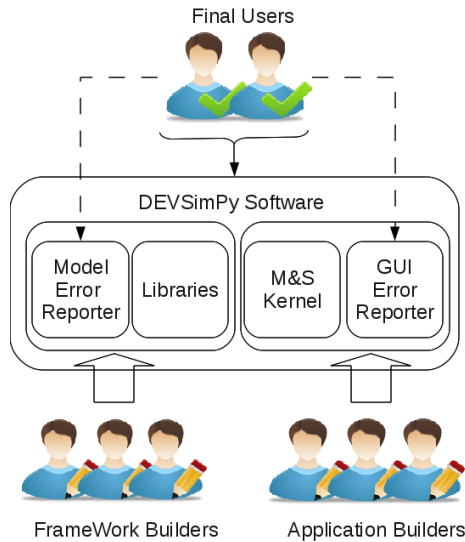 Final Users
DEVSimPy Software
Model
Error
Reporter
Libraries
M&S
Kernel
GUI
Error
Reporter
FrameWork Builders
Application Builders